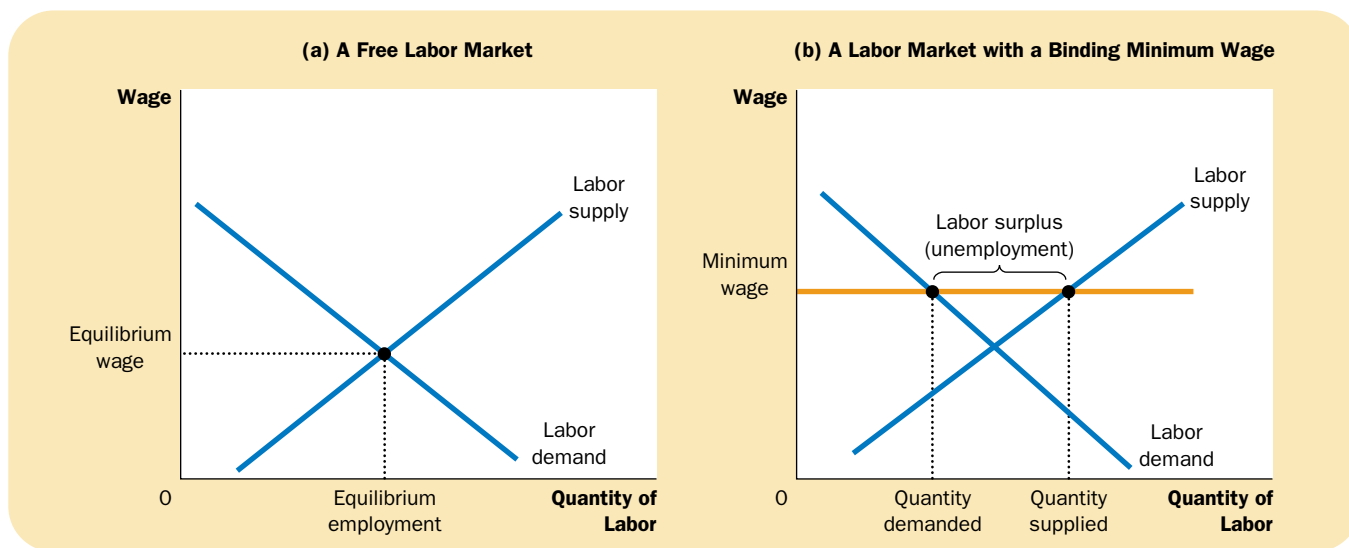 (a) A Free Labor Market
Wage
Labor
supply
Equilibrium
wage
Labor
demand
0
Equilibrium
employment
Quantity of
Labor
(b) A Labor Market with a Binding Minimum Wage
Wage
Labor
supply
Labor surplus
(unemployment)
Minimum
wage
Labor
demand
0
Quantity
demanded
Quantity
supplied
Quantity of
Labor